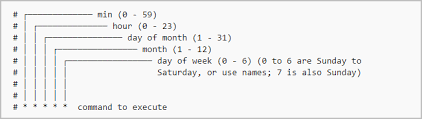 # ┌───────────── min (0 - 59)
# │ ┌───────────── hour (0 - 23)
# │ │ ┌───────────── day of month (1 - 31)
# │ │ │ ┌───────────── month (1 - 12)
# │ │ │ │ ┌───────────── day of week (0 - 6) (0 to 6 are Sunday to
# │ │ │ │ │ Saturday, or use names; 7 is also Sunday)
# │ │ │ │ │
# │ │ │ │ │
# * * * * * command to execute